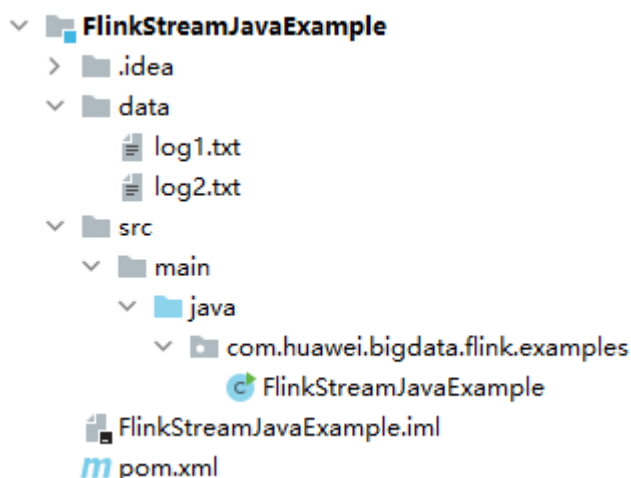 FlinkStreamJavaExample
.idea
data
log1.txt
log2.txt
src
main
java
com.huawei.bigdata.flink.examples
FlinkStreamJavaExample
FlinkStreamJavaExample.iml
pom.xml